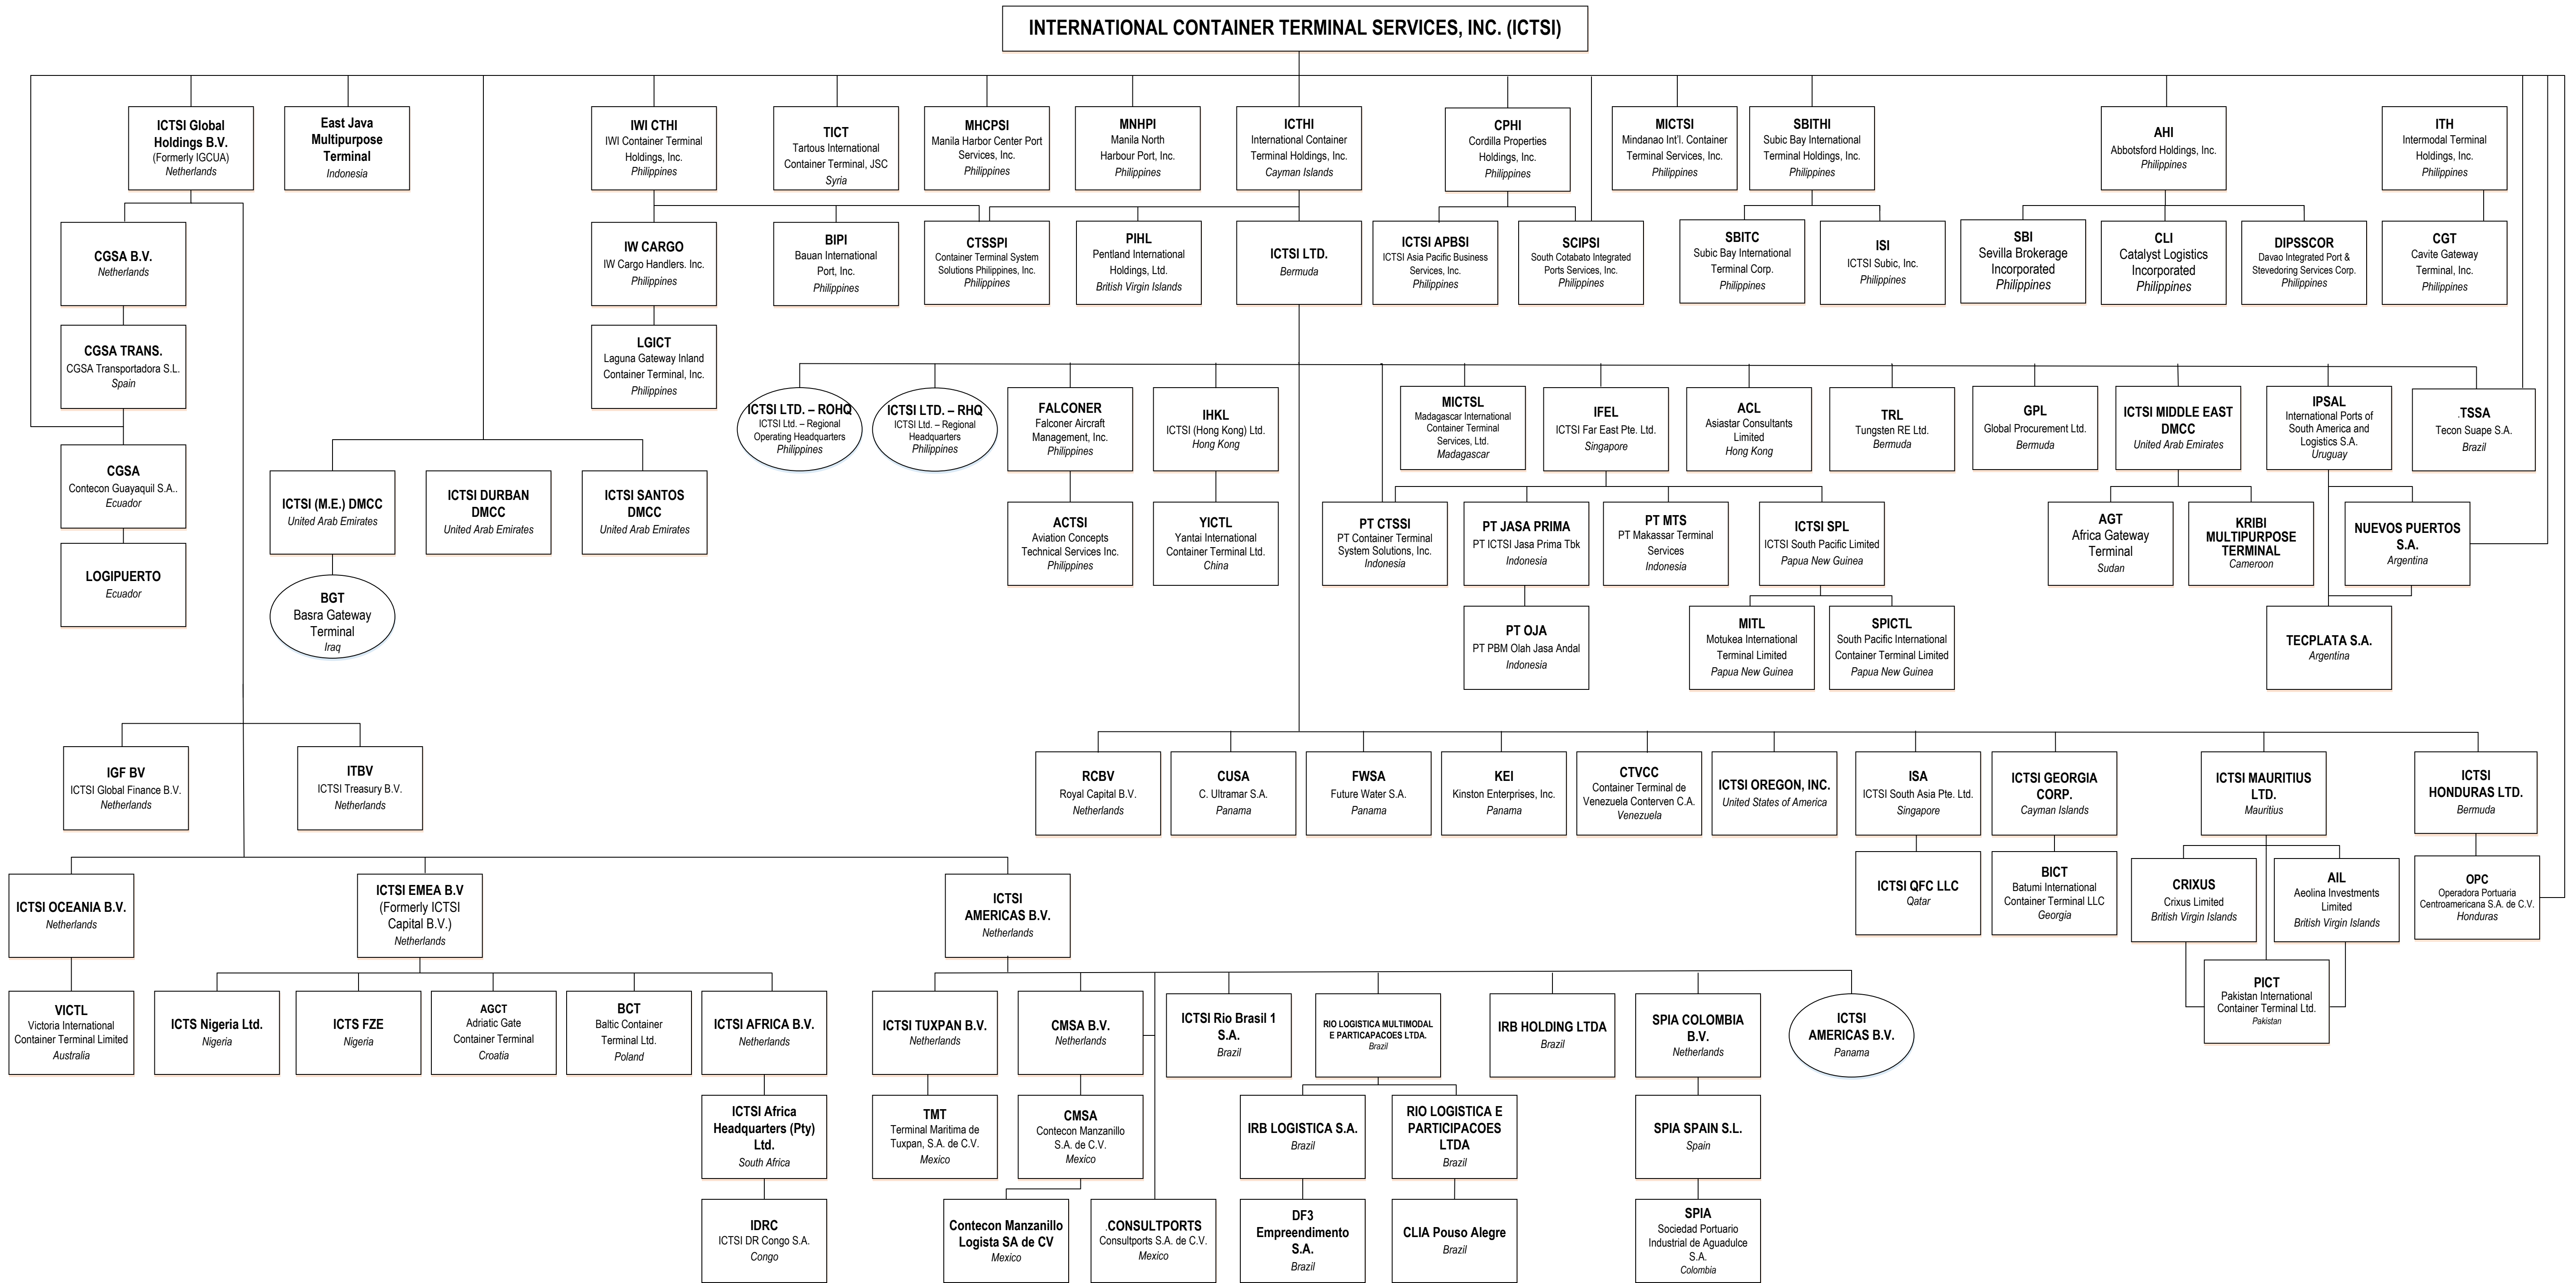 INTERNATIONAL CONTAINER TERMINAL SERVICES, INC. (ICTSI)
ICTSI Global
Holdings B.V.
(Formerly IGCUA)
Netherlands
East Java
Multipurpose
Terminal
Indonesia
IWI CTHI
IWI Container Terminal
Holdings, Inc.
Philippines
TICT
Tartous International
Container Terminal, JSC
Syria
MHCPSI
Manila Harbor Center Port
Services, Inc.
Philippines
MNHPI
Manila North
Harbour Port, Inc.
Philippines
ICTHI
International Container
Terminal Holdings, Inc.
Cayman Islands
CPHI
Cordilla Properties
Holdings, Inc.
Philippines
MICTSI
Mindanao Int'l. Container
Terminal Services, Inc.
Philippines
SBITHI
Subic Bay International
Terminal Holdings, Inc.
Philippines
AHI
Abbotsford Holdings, Inc.
Philippines
ITH
Intermodal Terminal
Holdings, Inc.
Philippines
CGSA B.V.
Netherlands
IW CARGO
IW Cargo Handlers. Inc.
Philippines
BIPI
Bauan International
Port, Inc.
Philippines
CTSSPI
Container Terminal System
Solutions Philippines, Inc.
Philippines
PIHL
Pentland International
Holdings, Ltd.
British Virgin Islands
ICTSI LTD.
Bermuda
ICTSI APBSI
ICTSI Asia Pacific Business
Services, Inc.
Philippines
SCIPSI
South Cotabato Integrated
Ports Services, Inc.
Philippines
SBITC
Subic Bay International
Terminal Corp.
Philippines
ISI
ICTSI Subic, Inc.
Philippines
SBI
Sevilla Brokerage
Incorporated
Philippines
CLI
Catalyst Logistics
Incorporated
Philippines
DIPSSCOR
Davao Integrated Port &
Stevedoring Services Corp.
Philippines
CGT
Cavite Gateway
Terminal, Inc.
Philippines
CGSA TRANS.
CGSA Transportadora S.L.
Spain
LGICT
Laguna Gateway Inland
Container Terminal, Inc.
Philippines
ICTSI LTD. – ROHQ
ICTSI Ltd. – Regional
Operating Headquarters
Philippines
ICTSI LTD. – RHQ
ICTSI Ltd. – Regional
Headquarters
Philippines
FALCONER
Falconer Aircraft
Management, Inc.
Philippines
IHKL
ICTSI (Hong Kong) Ltd.
Hong Kong
MICTSL
Madagascar International
Container Terminal
Services, Ltd.
Madagascar
IFEL
ICTSI Far East Pte. Ltd.
Singapore
ACL
Asiastar Consultants
Limited
Hong Kong
TRL
Tungsten RE Ltd.
Bermuda
GPL
Global Procurement Ltd.
Bermuda
ICTSI MIDDLE EAST
DMCC
United Arab Emirates
IPSAL
International Ports of
South America and
Logistics S.A.
Uruguay
.TSSA
Tecon Suape S.A.
Brazil
CGSA
Contecon Guayaquil S.A..
Ecuador
ICTSI (M.E.) DMCC
United Arab Emirates
ICTSI DURBAN
DMCC
United Arab Emirates
ICTSI SANTOS
DMCC
United Arab Emirates
ACTSI
Aviation Concepts
Technical Services Inc.
Philippines
YICTL
Yantai International
Container Terminal Ltd.
China
PT CTSSI
PT Container Terminal
System Solutions, Inc.
Indonesia
PT JASA PRIMA
PT ICTSI Jasa Prima Tbk
Indonesia
PT MTS
PT Makassar Terminal
Services
Indonesia
ICTSI SPL
ICTSI South Pacific Limited
Papua New Guinea
AGT
Africa Gateway
Terminal
Sudan
KRIBI
MULTIPURPOSE
TERMINAL
Cameroon
NUEVOS PUERTOS
S.A.
Argentina
LOGIPUERTO
Ecuador
BGT
Basra Gateway
Terminal
Iraq
PT OJA
PT PBM Olah Jasa Andal
Indonesia
MITL
Motukea International
Terminal Limited
Papua New Guinea
SPICTL
South Pacific International
Container Terminal Limited
Papua New Guinea
TECPLATA S.A.
Argentina
IGF BV
ICTSI Global Finance B.V.
Netherlands
ITBV
ICTSI Treasury B.V.
Netherlands
RCBV
Royal Capital B.V.
Netherlands
CUSA
C. Ultramar S.A.
Panama
FWSA
Future Water S.A.
Panama
KEI
Kinston Enterprises, Inc.
Panama
CTVCC
Container Terminal de
Venezuela Conterven C.A.
Venezuela
ICTSI OREGON, INC.
United States of America
ISA
ICTSI South Asia Pte. Ltd.
Singapore
ICTSI GEORGIA
CORP.
Cayman Islands
ICTSI MAURITIUS
LTD.
Mauritius
ICTSI
HONDURAS LTD.
Bermuda
ICTSI OCEANIA B.V.
Netherlands
ICTSI EMEA B.V
(Formerly ICTSI
Capital B.V.)
Netherlands
ICTSI
AMERICAS B.V.
Netherlands
ICTSI QFC LLC
Qatar
BICT
Batumi International
Container Terminal LLC
Georgia
CRIXUS
Crixus Limited
British Virgin Islands
AIL
Aeolina Investments
Limited
British Virgin Islands
OPC
Operadora Portuaria
Centroamericana S.A. de C.V.
Honduras
PICT
Pakistan International
Container Terminal Ltd.
Pakistan
VICTL
Victoria International
Container Terminal Limited
Australia
ICTS Nigeria Ltd.
Nigeria
ICTS FZE
Nigeria
AGCT
Adriatic Gate
Container Terminal
Croatia
BCT
Baltic Container
Terminal Ltd.
Poland
ICTSI AFRICA B.V.
Netherlands
ICTSI TUXPAN B.V.
Netherlands
CMSA B.V.
Netherlands
ICTSI Rio Brasil 1
S.A.
Brazil
RIO LOGISTICA MULTIMODAL
E PARTICAPACOES LTDA.
Brazil
IRB HOLDING LTDA
Brazil
SPIA COLOMBIA
B.V.
Netherlands
ICTSI
AMERICAS B.V.
Panama
ICTSI Africa
Headquarters (Pty)
Ltd.
South Africa
TMT
Terminal Maritima de
Tuxpan, S.A. de C.V.
Mexico
CMSA
Contecon Manzanillo
S.A. de C.V.
Mexico
IRB LOGISTICA S.A.
Brazil
RIO LOGISTICA E
PARTICIPACOES
LTDA
Brazil
SPIA SPAIN S.L.
Spain
IDRC
ICTSI DR Congo S.A.
Congo
Contecon Manzanillo
Logista SA de CV
Mexico
.CONSULTPORTS
Consultports S.A. de C.V.
Mexico
DF3
Empreendimento
S.A.
Brazil
CLIA Pouso Alegre
Brazil
SPIA
Sociedad Portuario
Industrial de Aguadulce
S.A.
Colombia